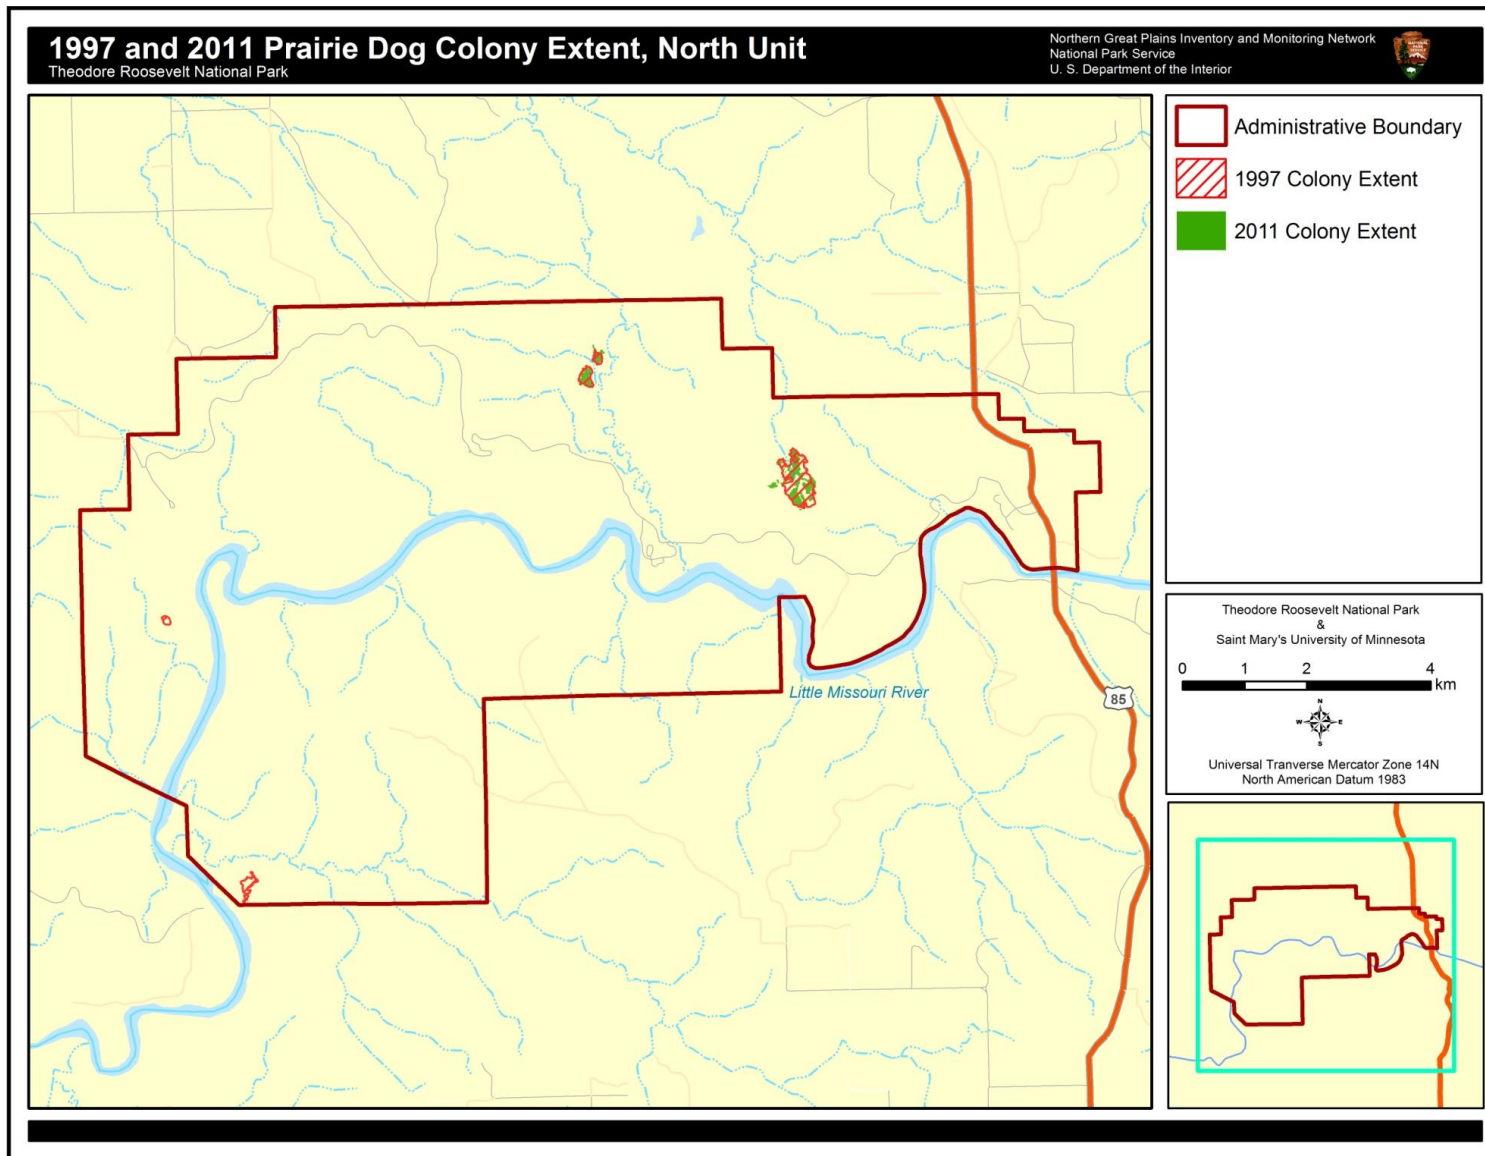 1997 and 2011 Prairie Dog Colony Extent, North Unit
Theodore Roosevelt National Park
Northern Great Plains Inventory and Monitoring Network
National Park Service
U. S. Department of the Interior
NATIONAL
PARK
SERVICE
Administrative Boundary
1997 Colony Extent
2011 Colony Extent
Little Missouri River
85
Theodore Roosevelt National Park
&
Saint Mary's University of Minnesota
0 1 2 4
km
N
W E
S
Universal Tranverse Mercator Zone 14N
North American Datum 1983